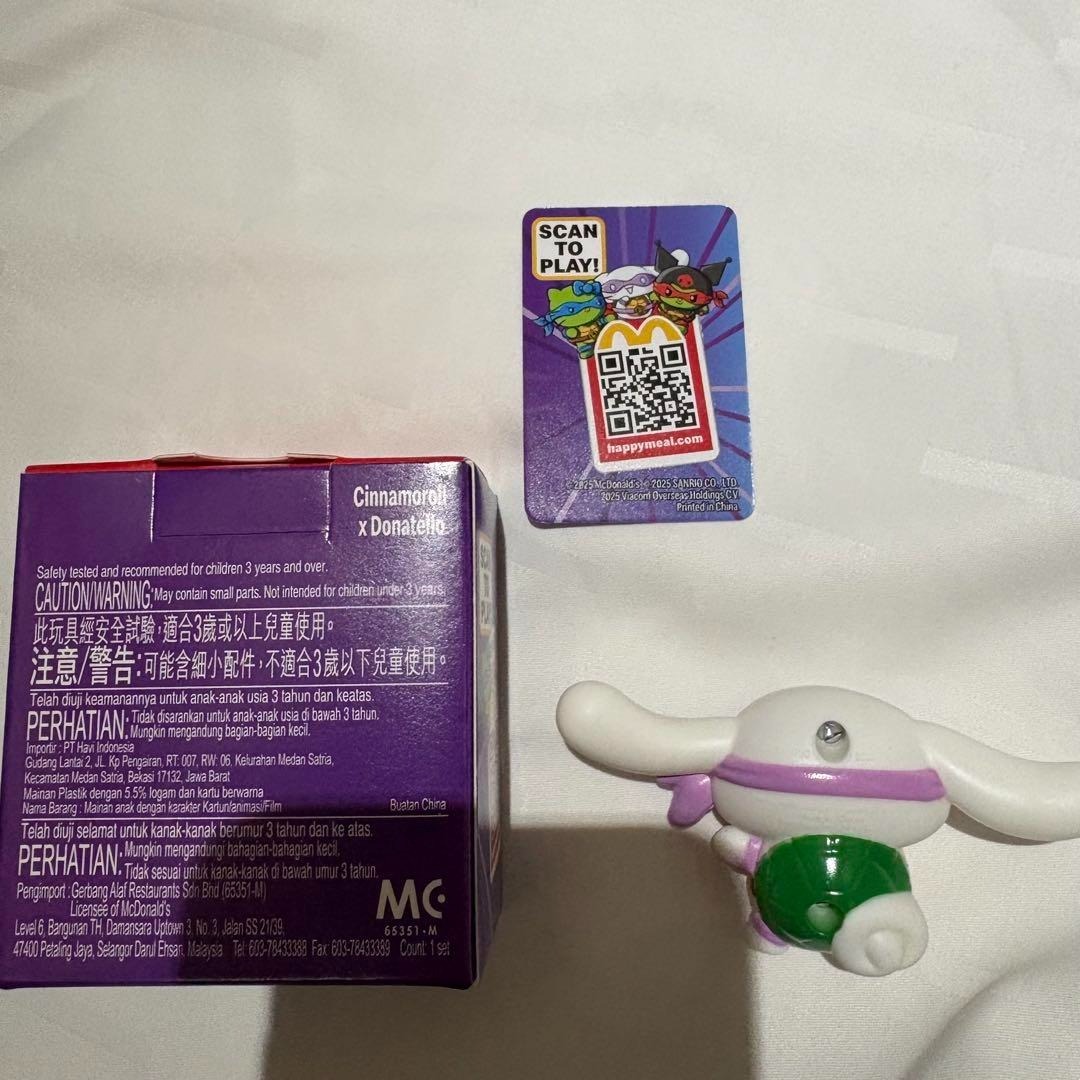 SCAN
TO
PLAY!
happymeal.com
©2025 McDonald's ©2025 SANRIO CO., LTD.
2025 Viacom Overseas Holdings C.V.
Printed in China
Cinnamoroll
x Donatello
Safety tested and recommended for children 3 years and over.
CAUTION/WARNING: May contain small parts. Not intended for children under 3 years.
此玩具經安全試驗，適合3歲或以上兒童使用。
注意/警告：可能含細小配件，不適合3歲以下兒童使用。
Telah diuji keamanannya untuk anak-anak usia 3 tahun dan keatas.
PERHATIAN: Tidak disarankan untuk anak-anak usia di bawah 3 tahun.
Mungkin mengandung bagian-bagian kecil.
Importir : PT Havi Indonesia
Gudang Lantai 2, JL. Kp Pengairan, RT: 007, RW: 06, Kelurahan Medan Satria,
Kecamatan Medan Satria, Bekasi 17132, Jawa Barat
Mainan Plastik dengan 5.5% logam dan kartu berwarna
Nama Barang : Mainan anak dengan karakter Kartun/animasi/Film
Buatan China
Telah diuji selamat untuk kanak-kanak berumur 3 tahun dan ke atas.
PERHATIAN: Mungkin mengandungi bahagian-bahagian kecil.
Tidak sesuai untuk kanak-kanak di bawah umur 3 tahun.
Pengimport : Gerbang Alaf Restaurants Sdn Bhd (65351-M)
Licensee of McDonald's
Level 6, Bangunan TH, Damansara Uptown 3, No. 3, Jalan SS 21/39,
47400 Petaling Jaya, Selangor Darul Ehsan, Malaysia Tel: 603-78433388 Fax: 603-78433389 Count: 1 set
MC
65351-M
SCAN
TO
PLAY